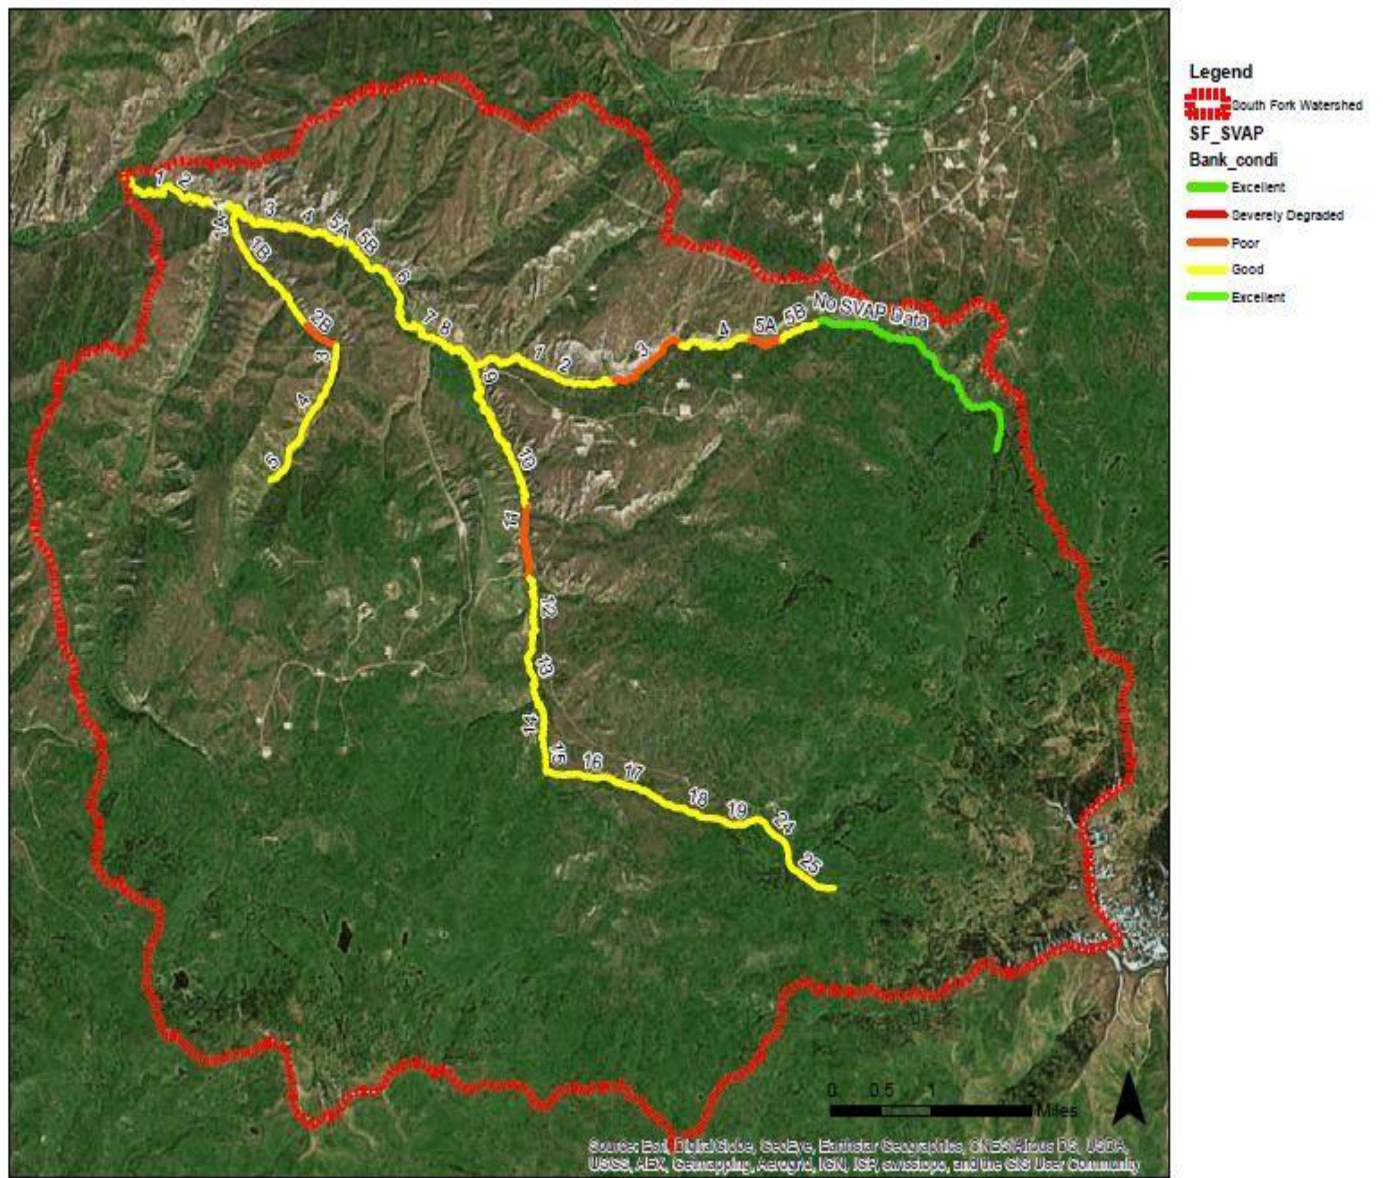 Legend
South Fork Watershed
SF_SVAP
Bank_condi
Excellent
Severely Degraded
Poor
Good
Excellent
1 2
3 4 5A 5B
1A
1B
2B
3
4
5
6
7 8
9
1 2
3
4 5A 5B
No SVAP Data
10
11
12
13
14
15
16 17
18 19 24
25
0 0.5 1 2
Miles
Source: Esri, DigitalGlobe, GeoEye, Earthstar Geographics, CNES/Airbus DS, USDA,
USGS, AEX, Getmapping, Aerogrid, IGN, IGP, swisstopo, and the GIS User Community